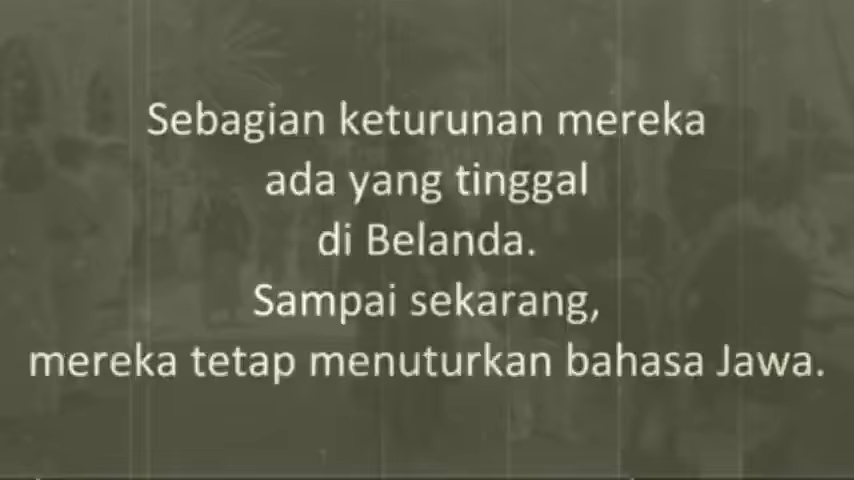 Sebagian keturunan mereka
ada yang tinggal
di Belanda.
Sampai sekarang,
mereka tetap menuturkan bahasa Jawa.